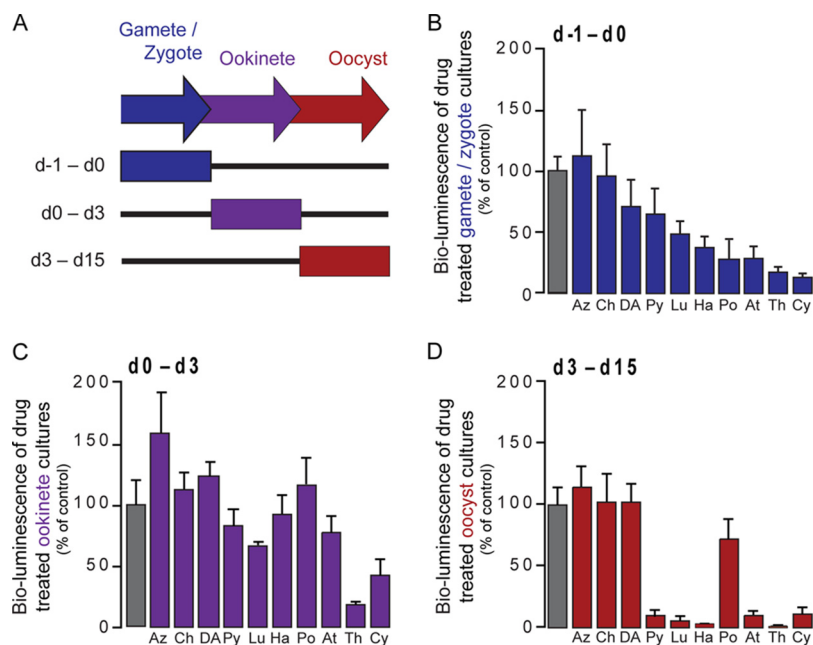 A
Gamete /
Zygote
Ookinete
Oocyst
d-1 – d0
d0 – d3
d3 – d15
B
d-1 – d0
Bio-luminescence of drug
treated gamete / zygote cultures
(% of control)
200
150
100
50
0
Az Ch DA Py Lu Ha Po At Th Cy
C
d0 – d3
Bio-luminescence of drug
treated ookinete cultures
(% of control)
200
150
100
50
0
Az Ch DA Py Lu Ha Po At Th Cy
D
d3 – d15
Bio-luminescence of drug
treated oocyst cultures
(% of control)
200
150
100
50
0
Az Ch DA Py Lu Ha Po At Th Cy